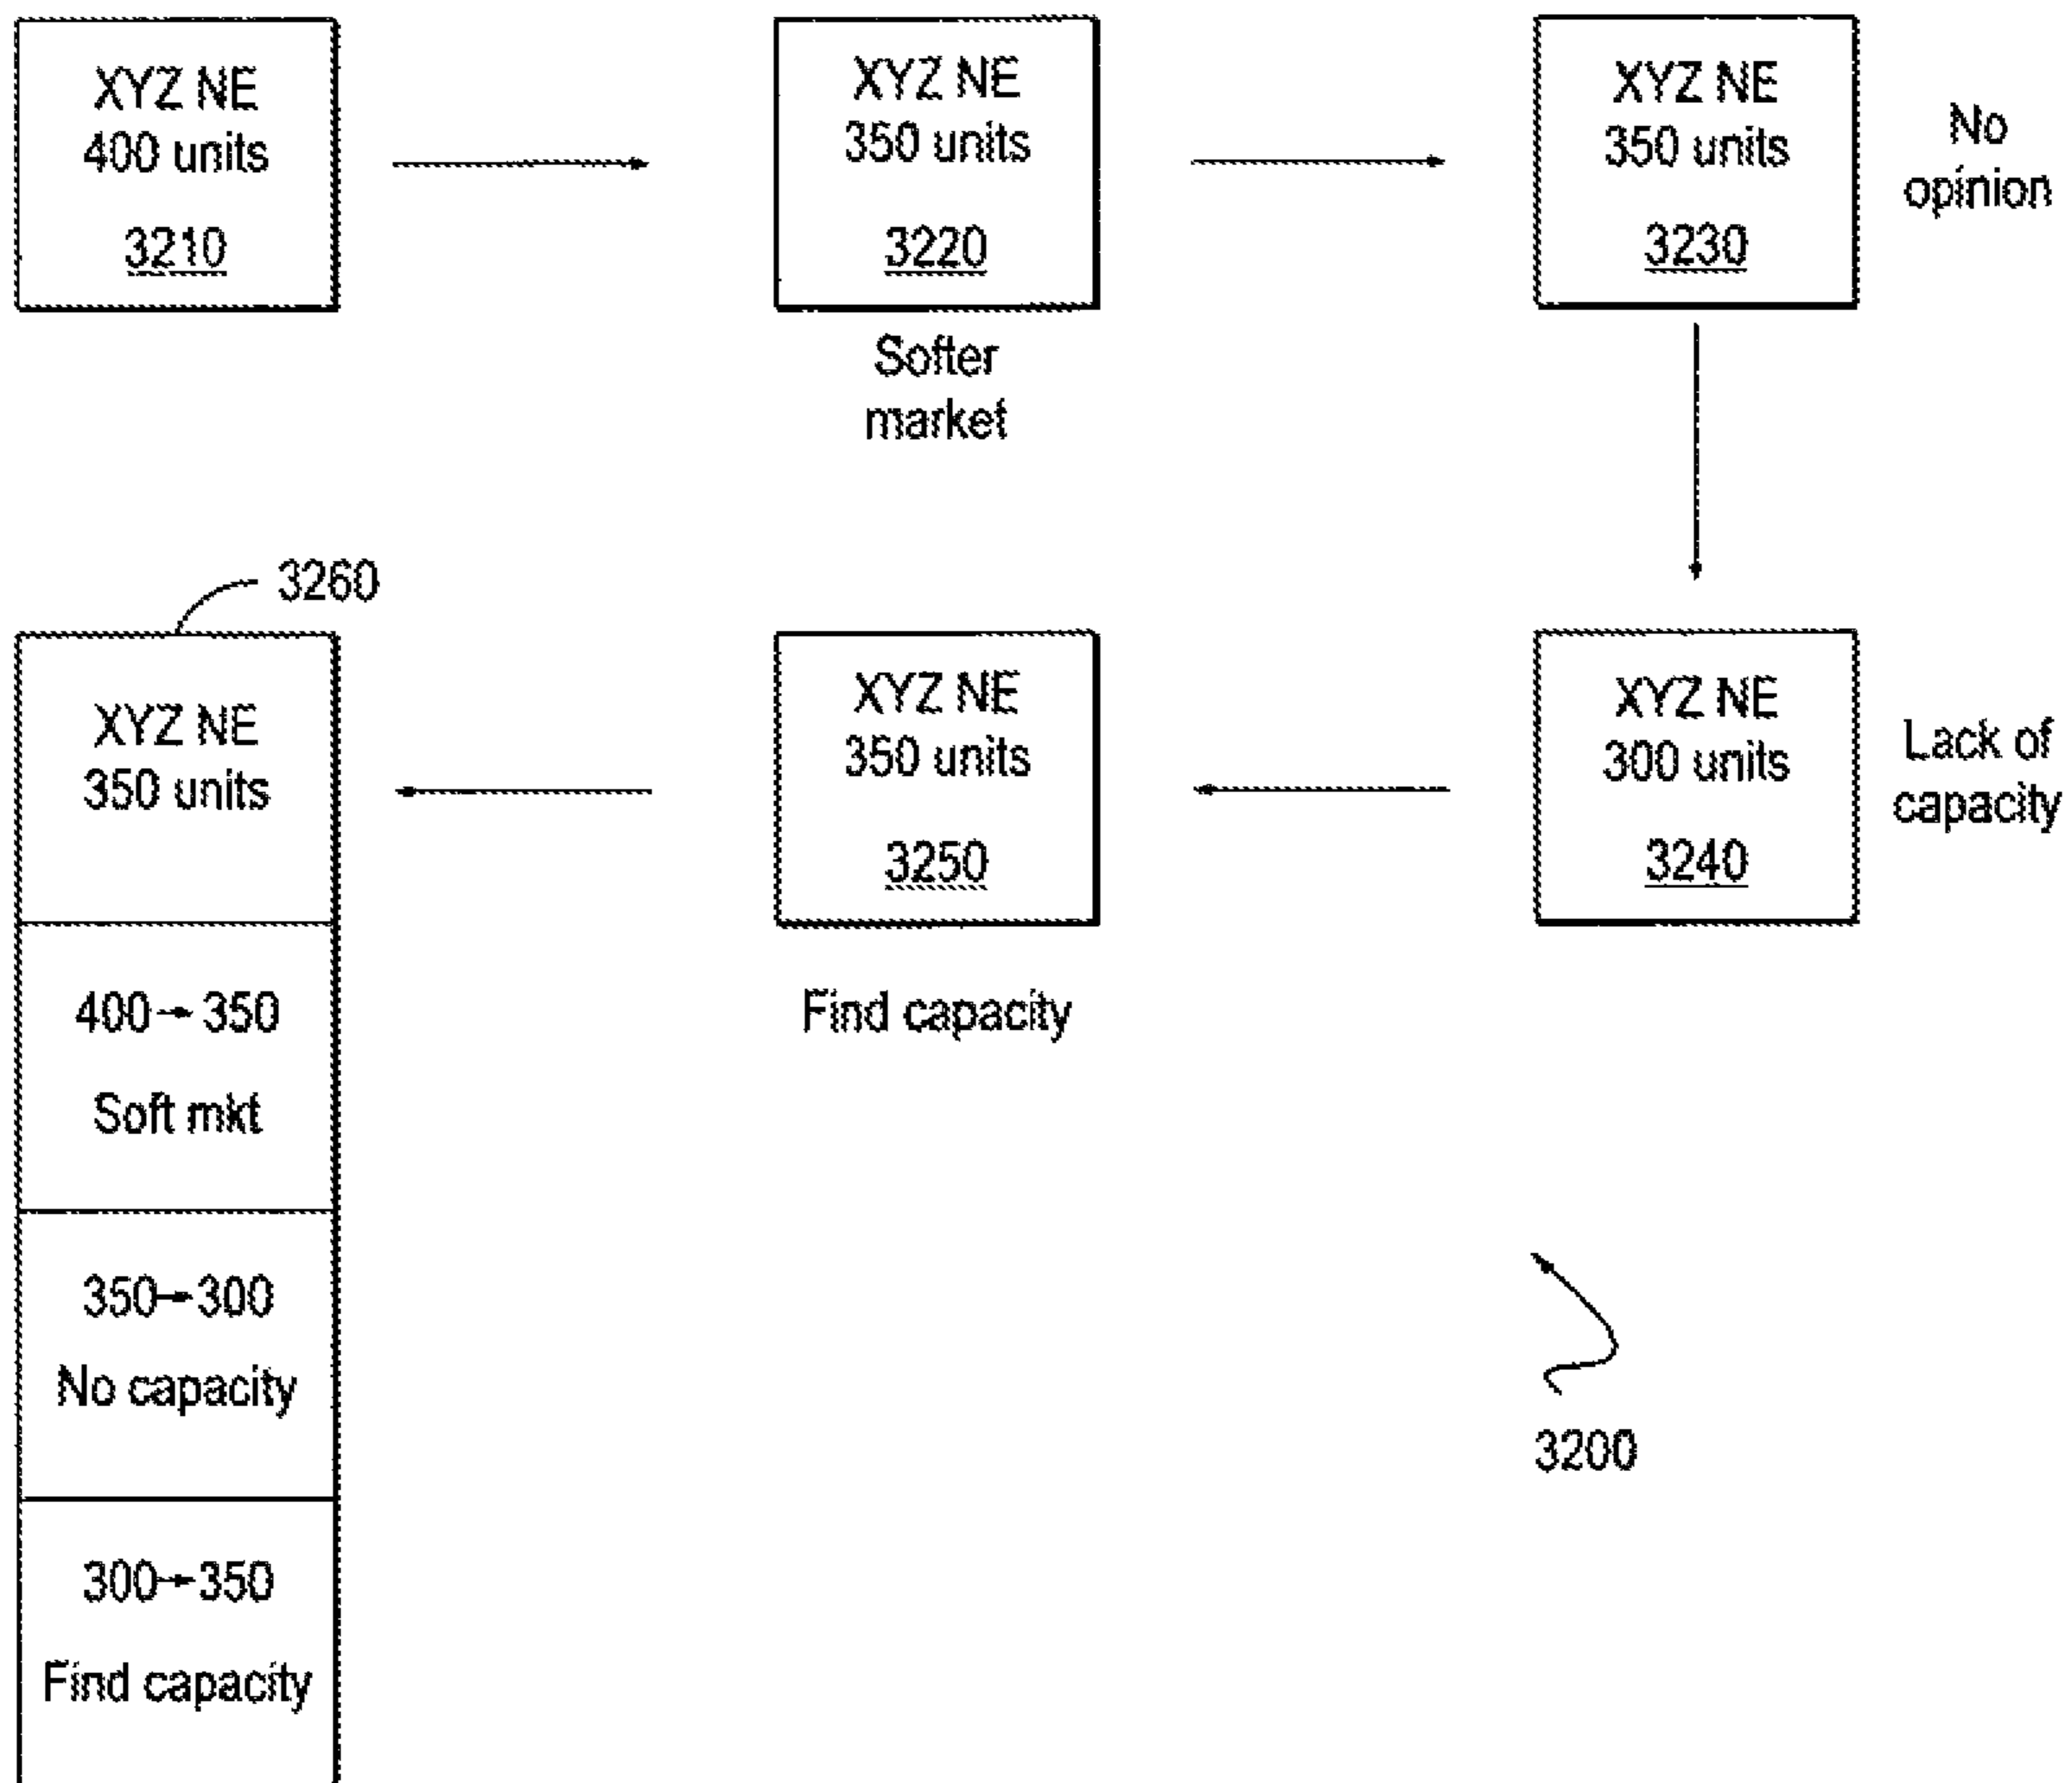 XYZ NE
400 units
3210
XYZ NE
350 units
3220
Softer
market
XYZ NE
350 units
3230
No
opinion
XYZ NE
300 units
3240
Lack of
capacity
XYZ NE
350 units
3250
Find capacity
3260
XYZ NE
350 units
400→350
Soft mkt
350→300
No capacity
300→350
Find capacity
3200